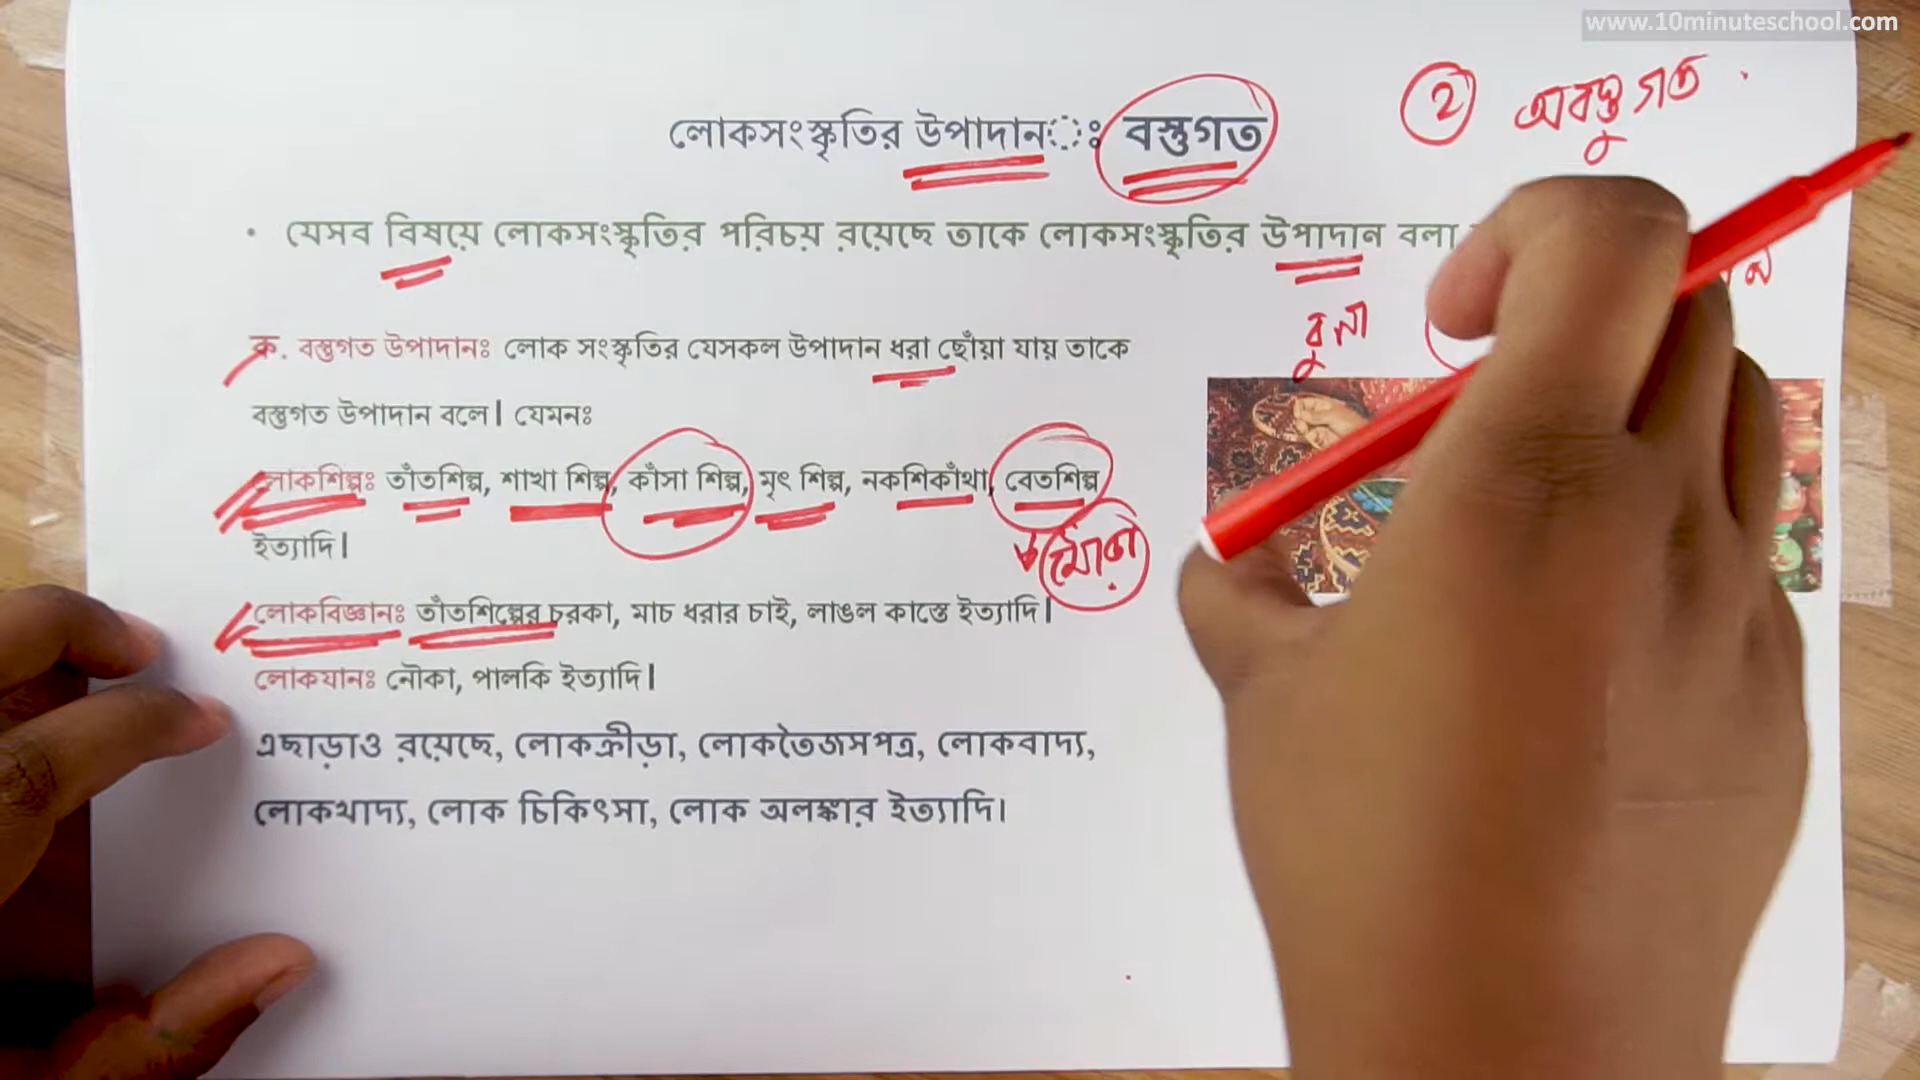 www.10minuteschool.com
২ অবস্তুগত
লোকসংস্কৃতির উপাদানঃ বস্তুগত
• যেসব বিষয়ে লোকসংস্কৃতির পরিচয় রয়েছে তাকে লোকসংস্কৃতির উপাদান বলা
বুনা
ক. বস্তুগত উপাদানঃ লোক সংস্কৃতির যেসকল উপাদান ধরা ছোঁয়া যায় তাকে
বস্তুগত উপাদান বলে। যেমনঃ
লোকশিল্পঃ তাঁতশিল্প, শাখা শিল্প, কাঁসা শিল্প, মৃৎ শিল্প, নকশিকাঁথা, বেতশিল্প
ইত্যাদি।
মোড়া
লোকবিজ্ঞানঃ তাঁতশিল্পের চরকা, মাচ ধরার চাই, লাঙল কাস্তে ইত্যাদি।
লোকযানঃ নৌকা, পালকি ইত্যাদি।
এছাড়াও রয়েছে, লোকক্রীড়া, লোকতৈজসপত্র, লোকবাদ্য,
লোকখাদ্য, লোক চিকিৎসা, লোক অলঙ্কার ইত্যাদি।